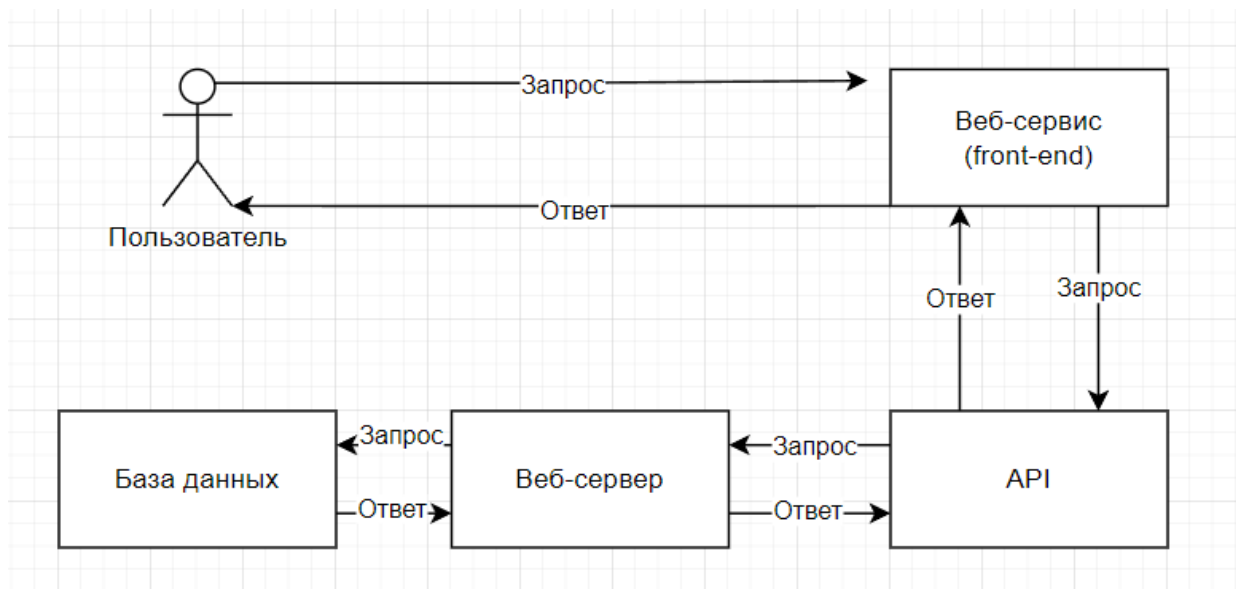 Запрос
Веб-сервис
(front-end)
Ответ
Пользователь
Ответ
Запрос
База данных
Запрос
Ответ
Веб-сервер
Запрос
Ответ
API